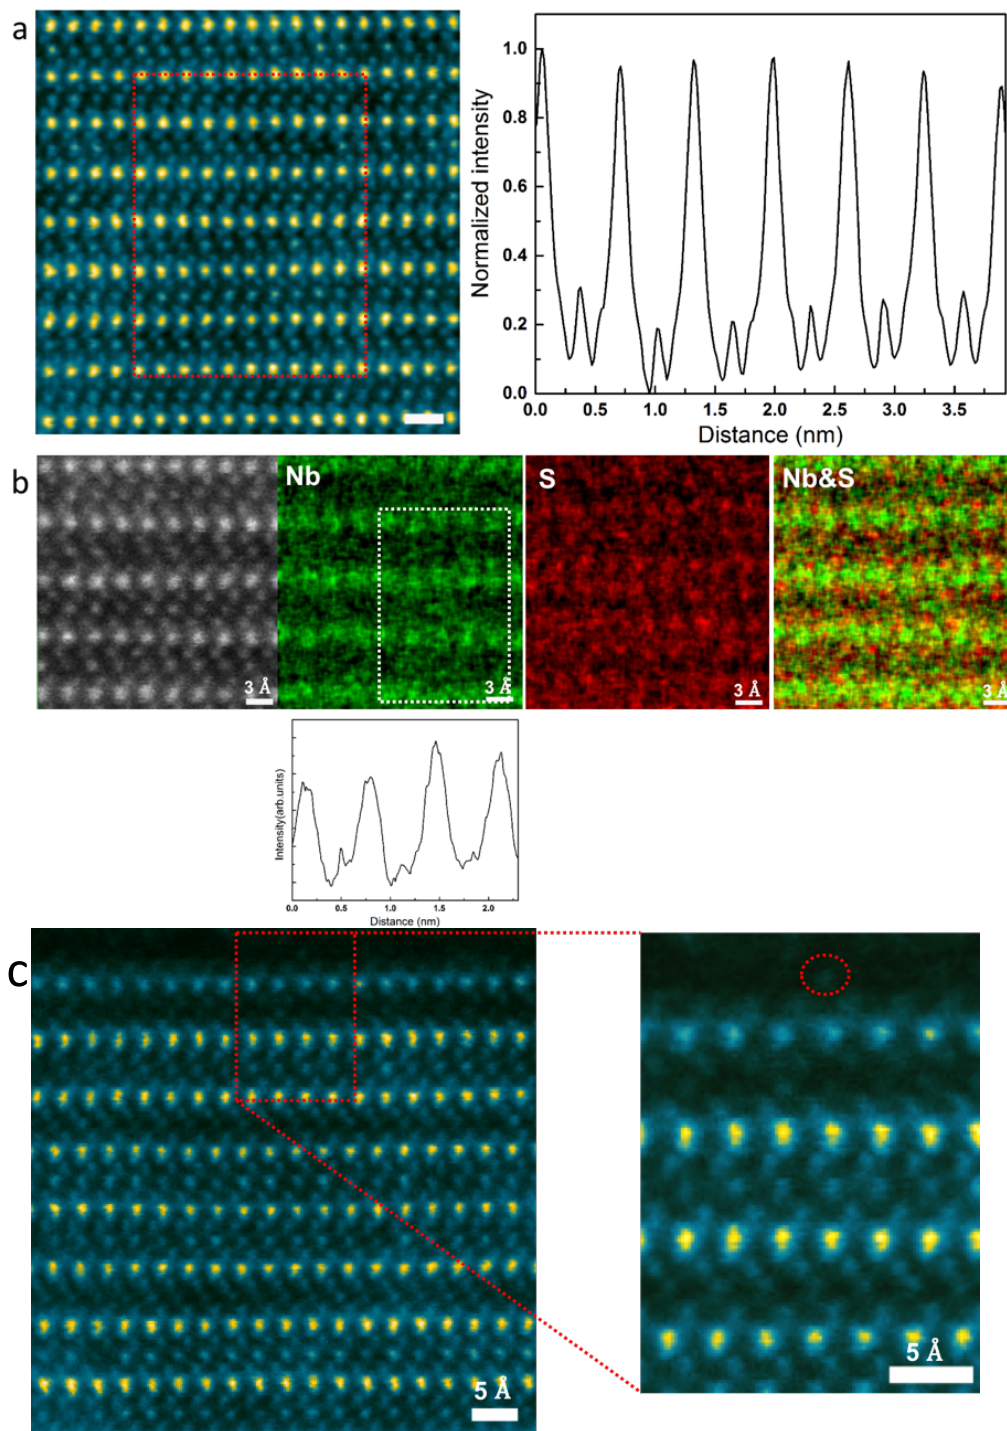 a
Normalized intensity
1.0
0.8
0.6
0.4
0.2
0.0
0.0 0.5 1.0 1.5 2.0 2.5 3.0 3.5
Distance (nm)
b
Nb
S
Nb&S
3 Å
3 Å
3 Å
3 Å
Intensity(arb.units)
0.0 0.5 1.0 1.5 2.0
Distance (nm)
c
5 Å
5 Å